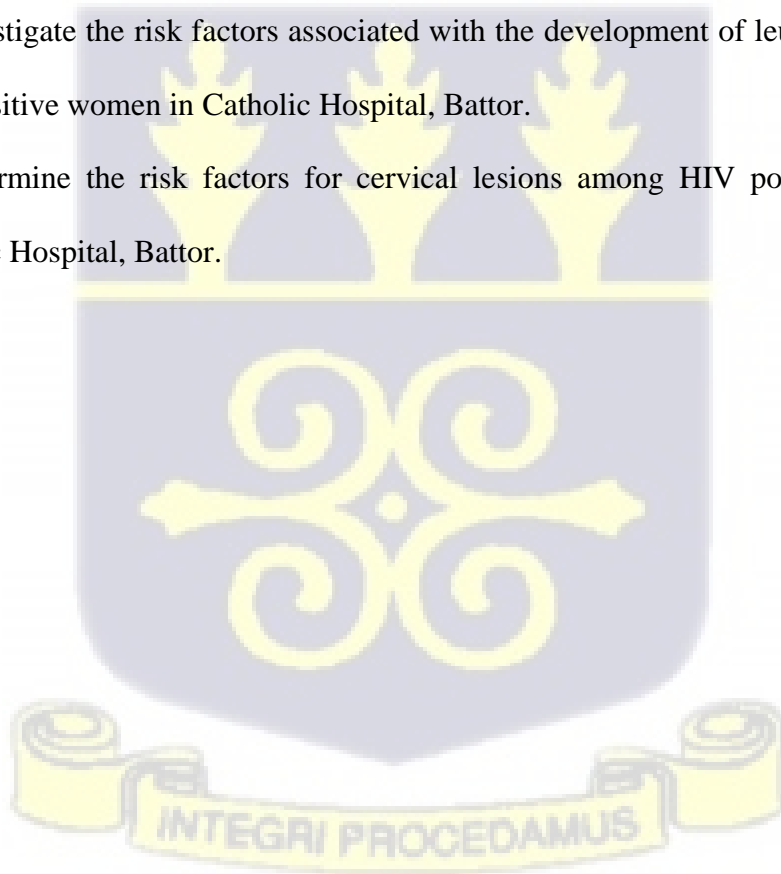 stigate the risk factors associated with the development of leu
sitive women in Catholic Hospital, Battor.
rmine the risk factors for cervical lesions among HIV po
Hospital, Battor.
INTEGRI PROCEDAMUS